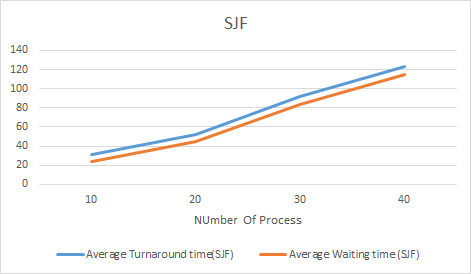 SJF
140
120
100
80
60
40
20
0
10 20 30 40
NUmber Of Process
Average Turnaround time(SJF) Average Waiting time (SJF)